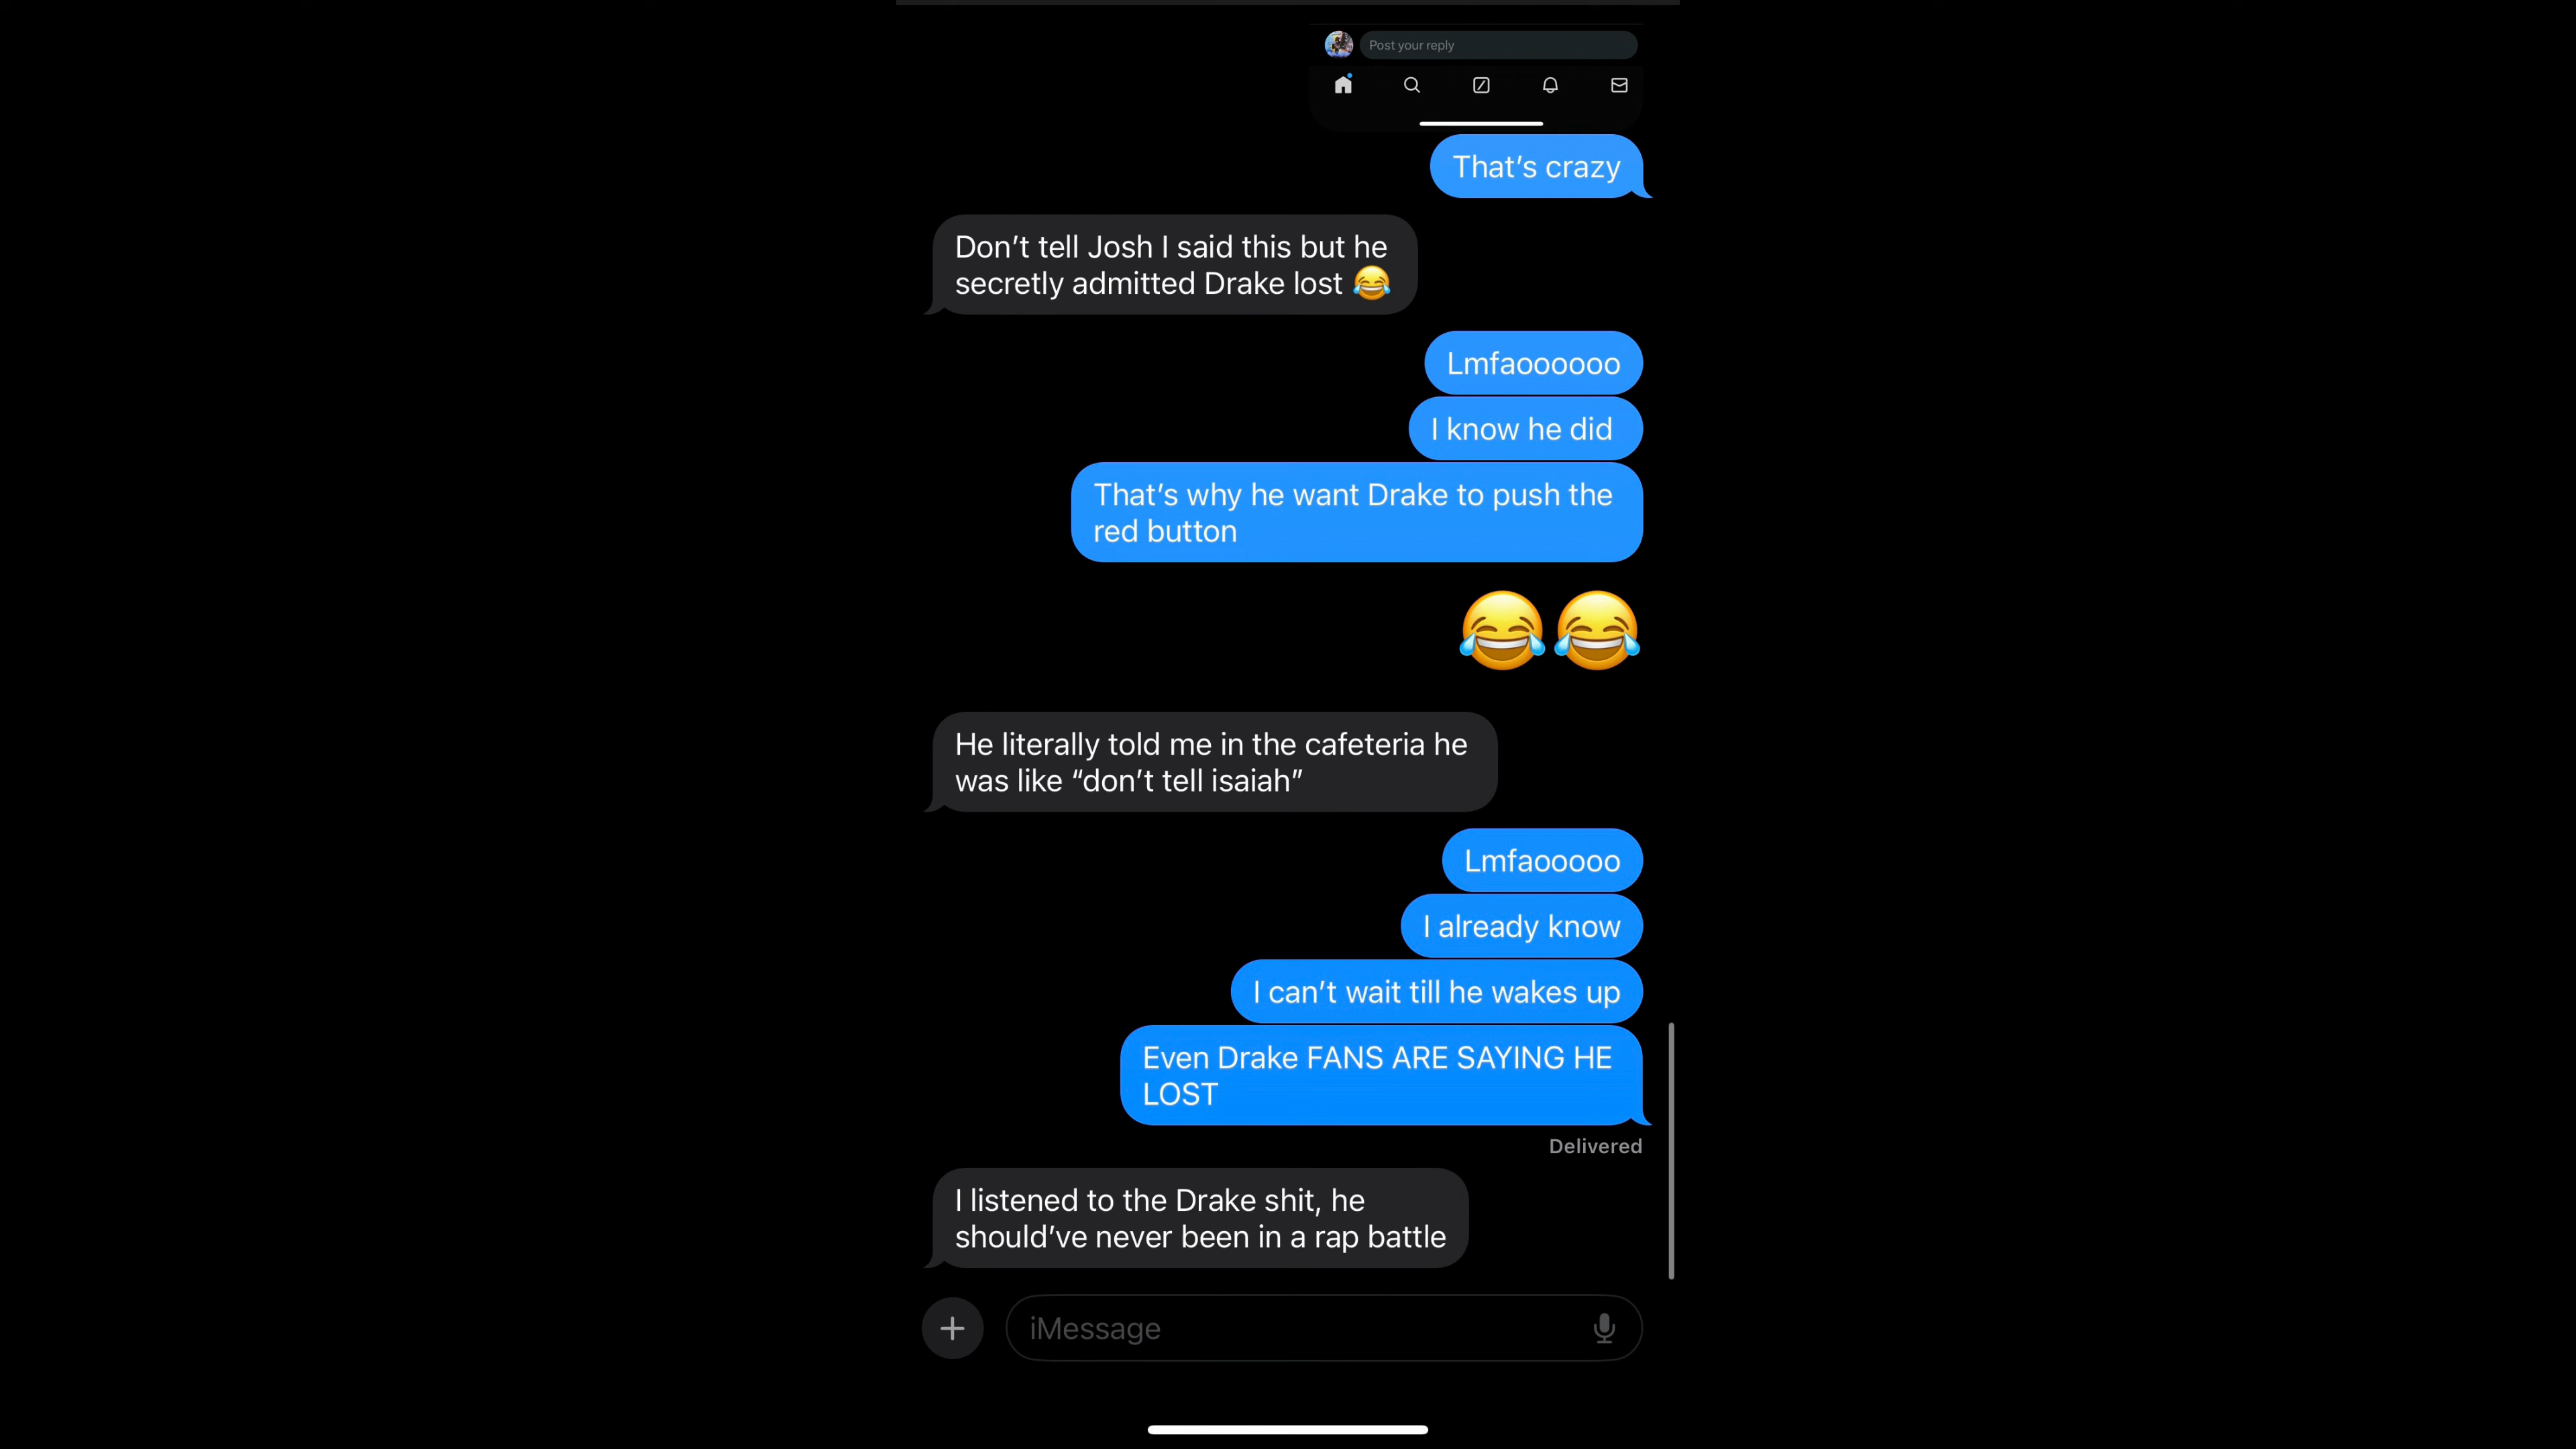 Post your reply
That’s crazy
Don’t tell Josh I said this but he
secretly admitted Drake lost 😂
Lmfaoooooo
I know he did
That’s why he want Drake to push the
red button
😂😂
He literally told me in the cafeteria he
was like “don’t tell isaiah”
Lmfaooooo
I already know
I can’t wait till he wakes up
Even Drake FANS ARE SAYING HE
LOST
Delivered
I listened to the Drake shit, he
should’ve never been in a rap battle
iMessage